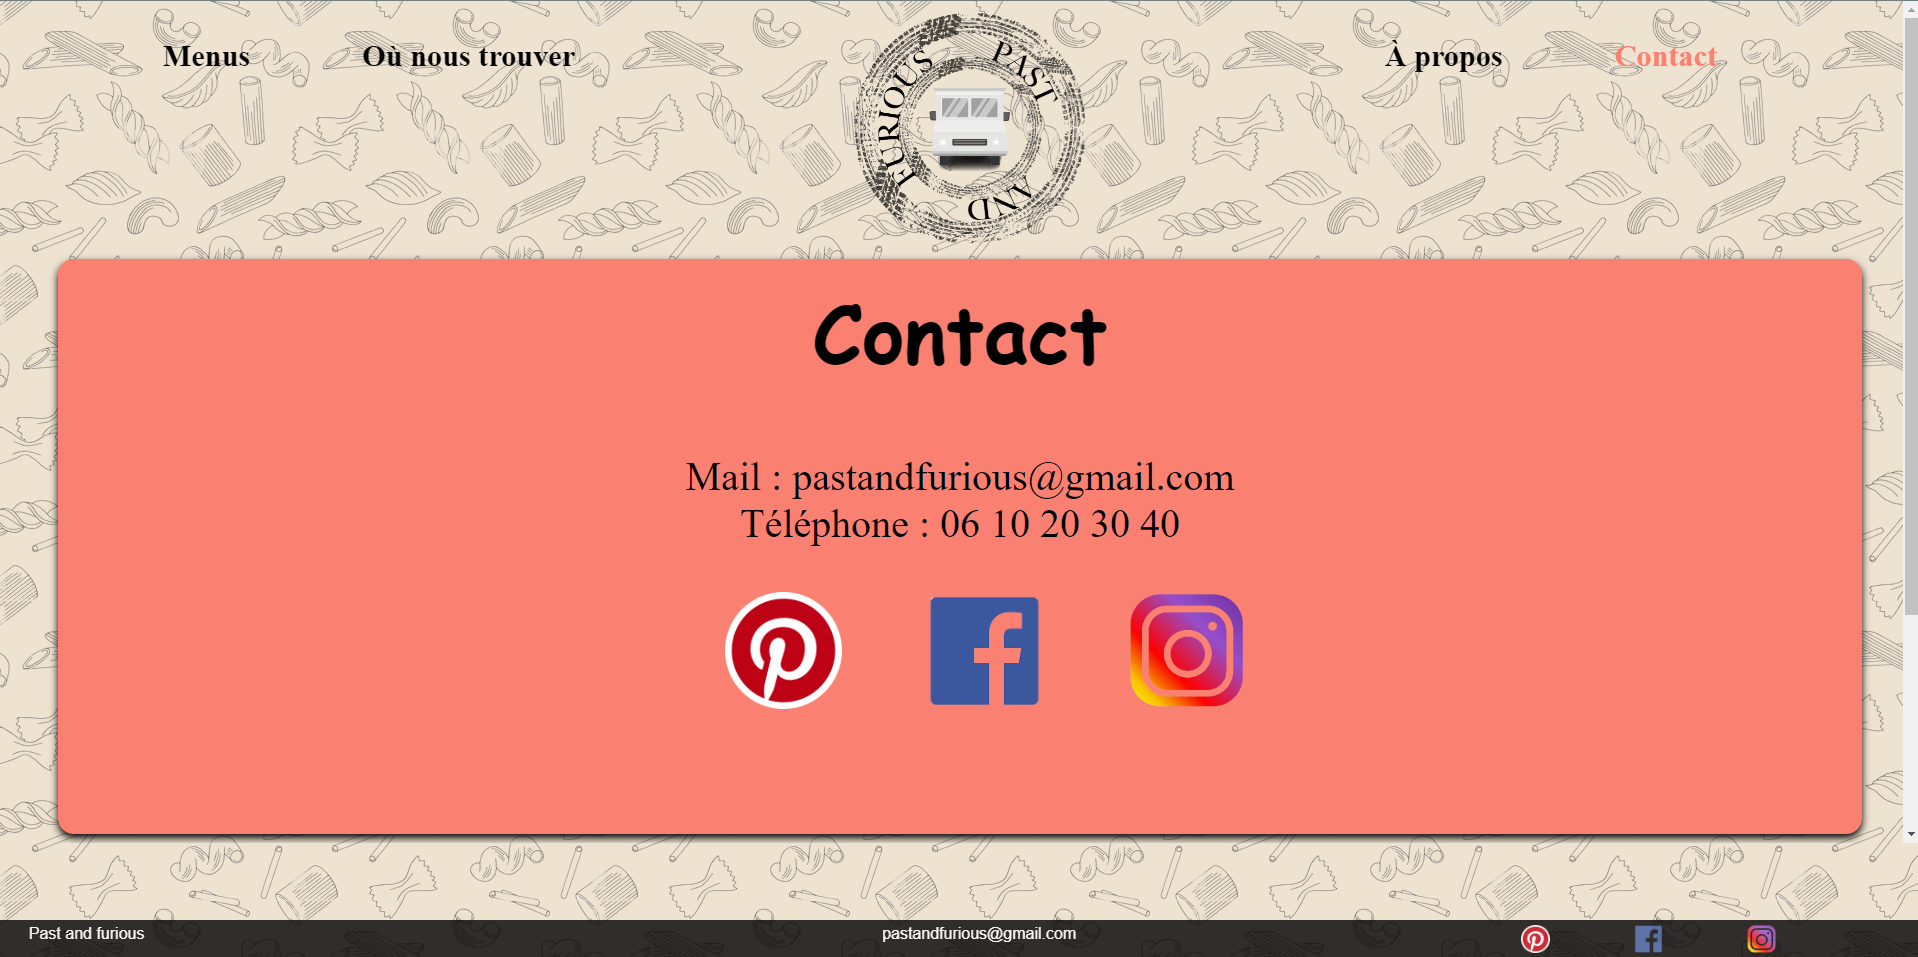 Menus
Où nous trouver
PAST
AND
FURIOUS
À propos
Contact
Contact
Mail : pastandfurious@gmail.com
Téléphone : 06 10 20 30 40
Past and furious
pastandfurious@gmail.com